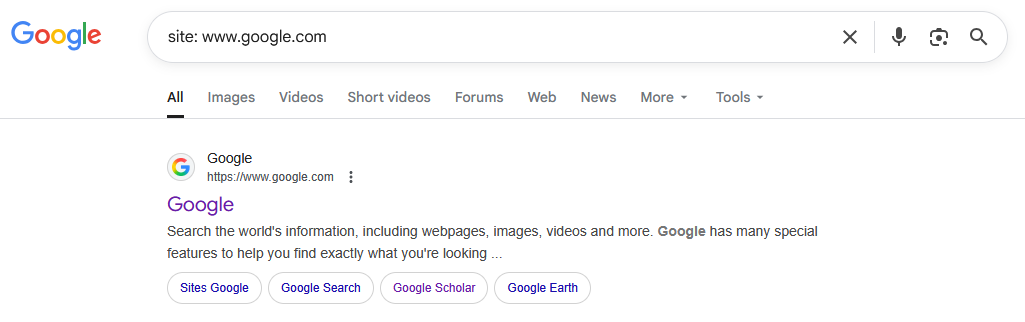 Google
site: www.google.com
All Images Videos Short videos Forums Web News More Tools
Google
https://www.google.com
Google
Search the world's information, including webpages, images, videos and more. Google has many special
features to help you find exactly what you're looking ...
Sites Google Google Search Google Scholar Google Earth